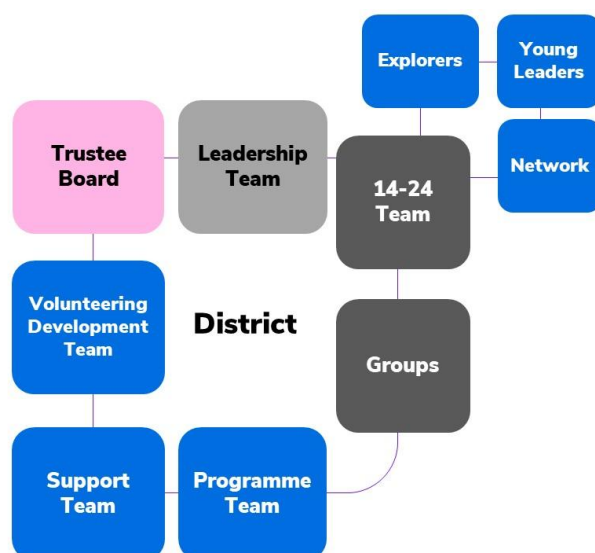 Explorers
Young
Leaders
Trustee
Board
Leadership
Team
14-24
Team
Network
Volunteering
Development
Team
District
Groups
Support
Team
Programme
Team